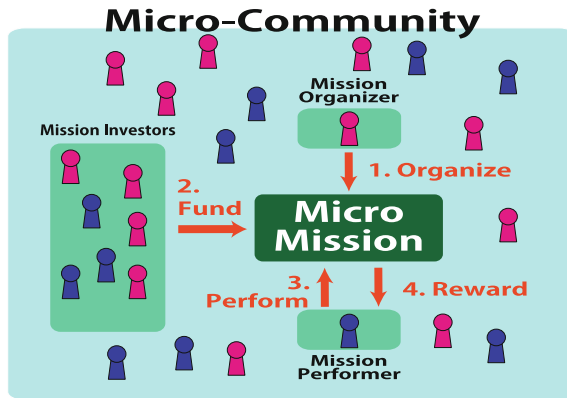 Micro-Community
Mission
Organizer
Mission Investors
1. Organize
2.
Fund
Micro
Mission
3.
Perform
4. Reward
Mission
Performer